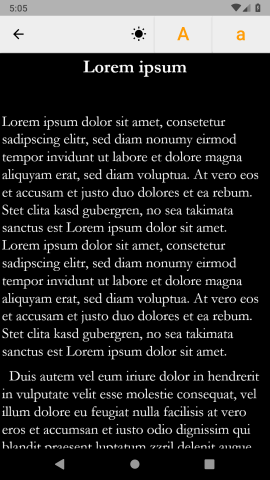 5:05
A
a
Lorem ipsum
Lorem ipsum dolor sit amet, consetetur
sadipscing elitr, sed diam nonumy eirmod
tempor invidunt ut labore et dolore magna
aliquyam erat, sed diam voluptua. At vero eos
et accusam et justo duo dolores et ea rebum.
Stet clita kasd gubergren, no sea takimata
sanctus est Lorem ipsum dolor sit amet.
Lorem ipsum dolor sit amet, consetetur
sadipscing elitr, sed diam nonumy eirmod
tempor invidunt ut labore et dolore magna
aliquyam erat, sed diam voluptua. At vero eos
et accusam et justo duo dolores et ea rebum.
Stet clita kasd gubergren, no sea takimata
sanctus est Lorem ipsum dolor sit amet.
Duis autem vel eum iriure dolor in hendrerit
in vulputate velit esse molestie consequat, vel
illum dolore eu feugiat nulla facilisis at vero
eros et accumsan et iusto odio dignissim qui
blandit praesent luptatum zzril delenit augue